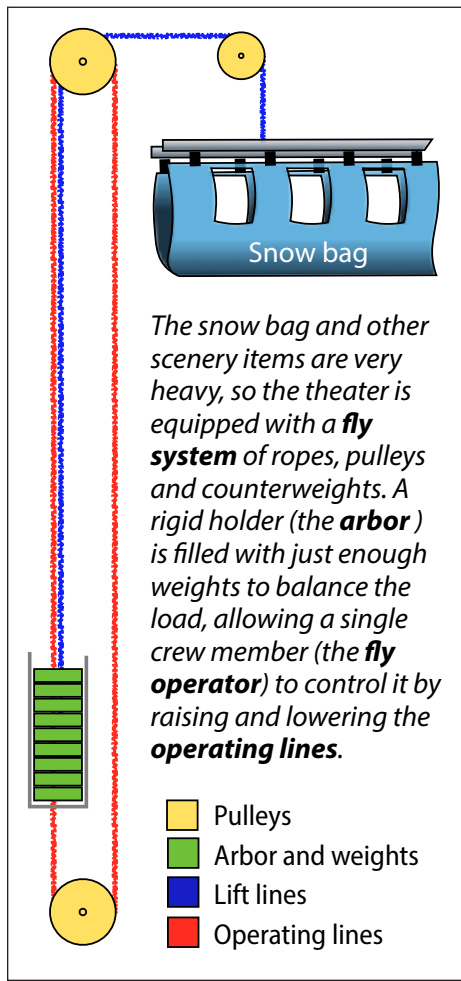 Snow bag
The snow bag and other
scenery items are very
heavy, so the theater is
equipped with a fly
system of ropes, pulleys
and counterweights. A
rigid holder (the arbor )
is filled with just enough
weights to balance the
load, allowing a single
crew member (the fly
operator) to control it by
raising and lowering the
operating lines.
Pulleys
Arbor and weights
Lift lines
Operating lines